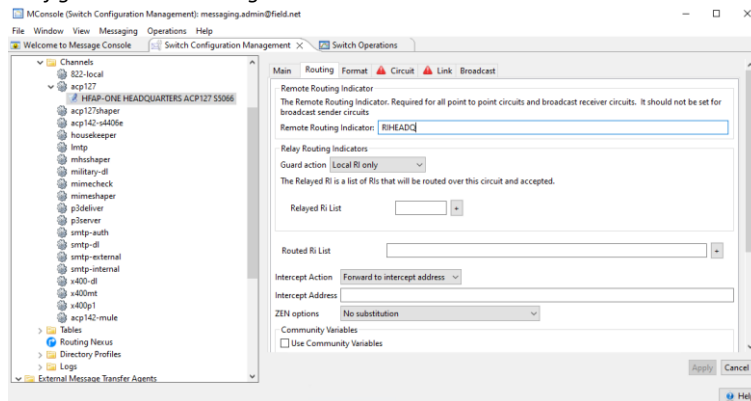 MConsole (Switch Configuration Management): messaging.admin@field.net
File Window View Messaging Operations Help
Welcome to Message Console Switch Configuration Management Switch Operations
Channels
822-local
acp127
HFAP-ONE HEADQUARTERS ACP127 S5066
acp127shaper
acp142-s4406e
housekeeper
lmtp
mhsshaper
military-dl
mimecheck
mimeshaper
p3deliver
p3server
smtp-auth
smtp-dl
smtp-external
smtp-internal
x400-dl
x400mt
x400p1
acp142-mule
Tables
Routing Nexus
Directory Profiles
Logs
External Message Transfer Agents
Main Routing Format Circuit Link Broadcast
Remote Routing Indicator
The Remote Routing Indicator. Required for all point to point circuits and broadcast receiver circuits. It should not be set for
broadcast sender circuits
Remote Routing Indicator: RIHEADQ
Relay Routing Indicators
Guard action Local RI only
The Relayed RI is a list of RIs that will be routed over this circuit and accepted.
Relayed Ri List +
Routed Ri List +
Intercept Action Forward to intercept address
Intercept Address
ZEN options No substitution
Community Variables
Use Community Variables
Apply Cancel
Hel